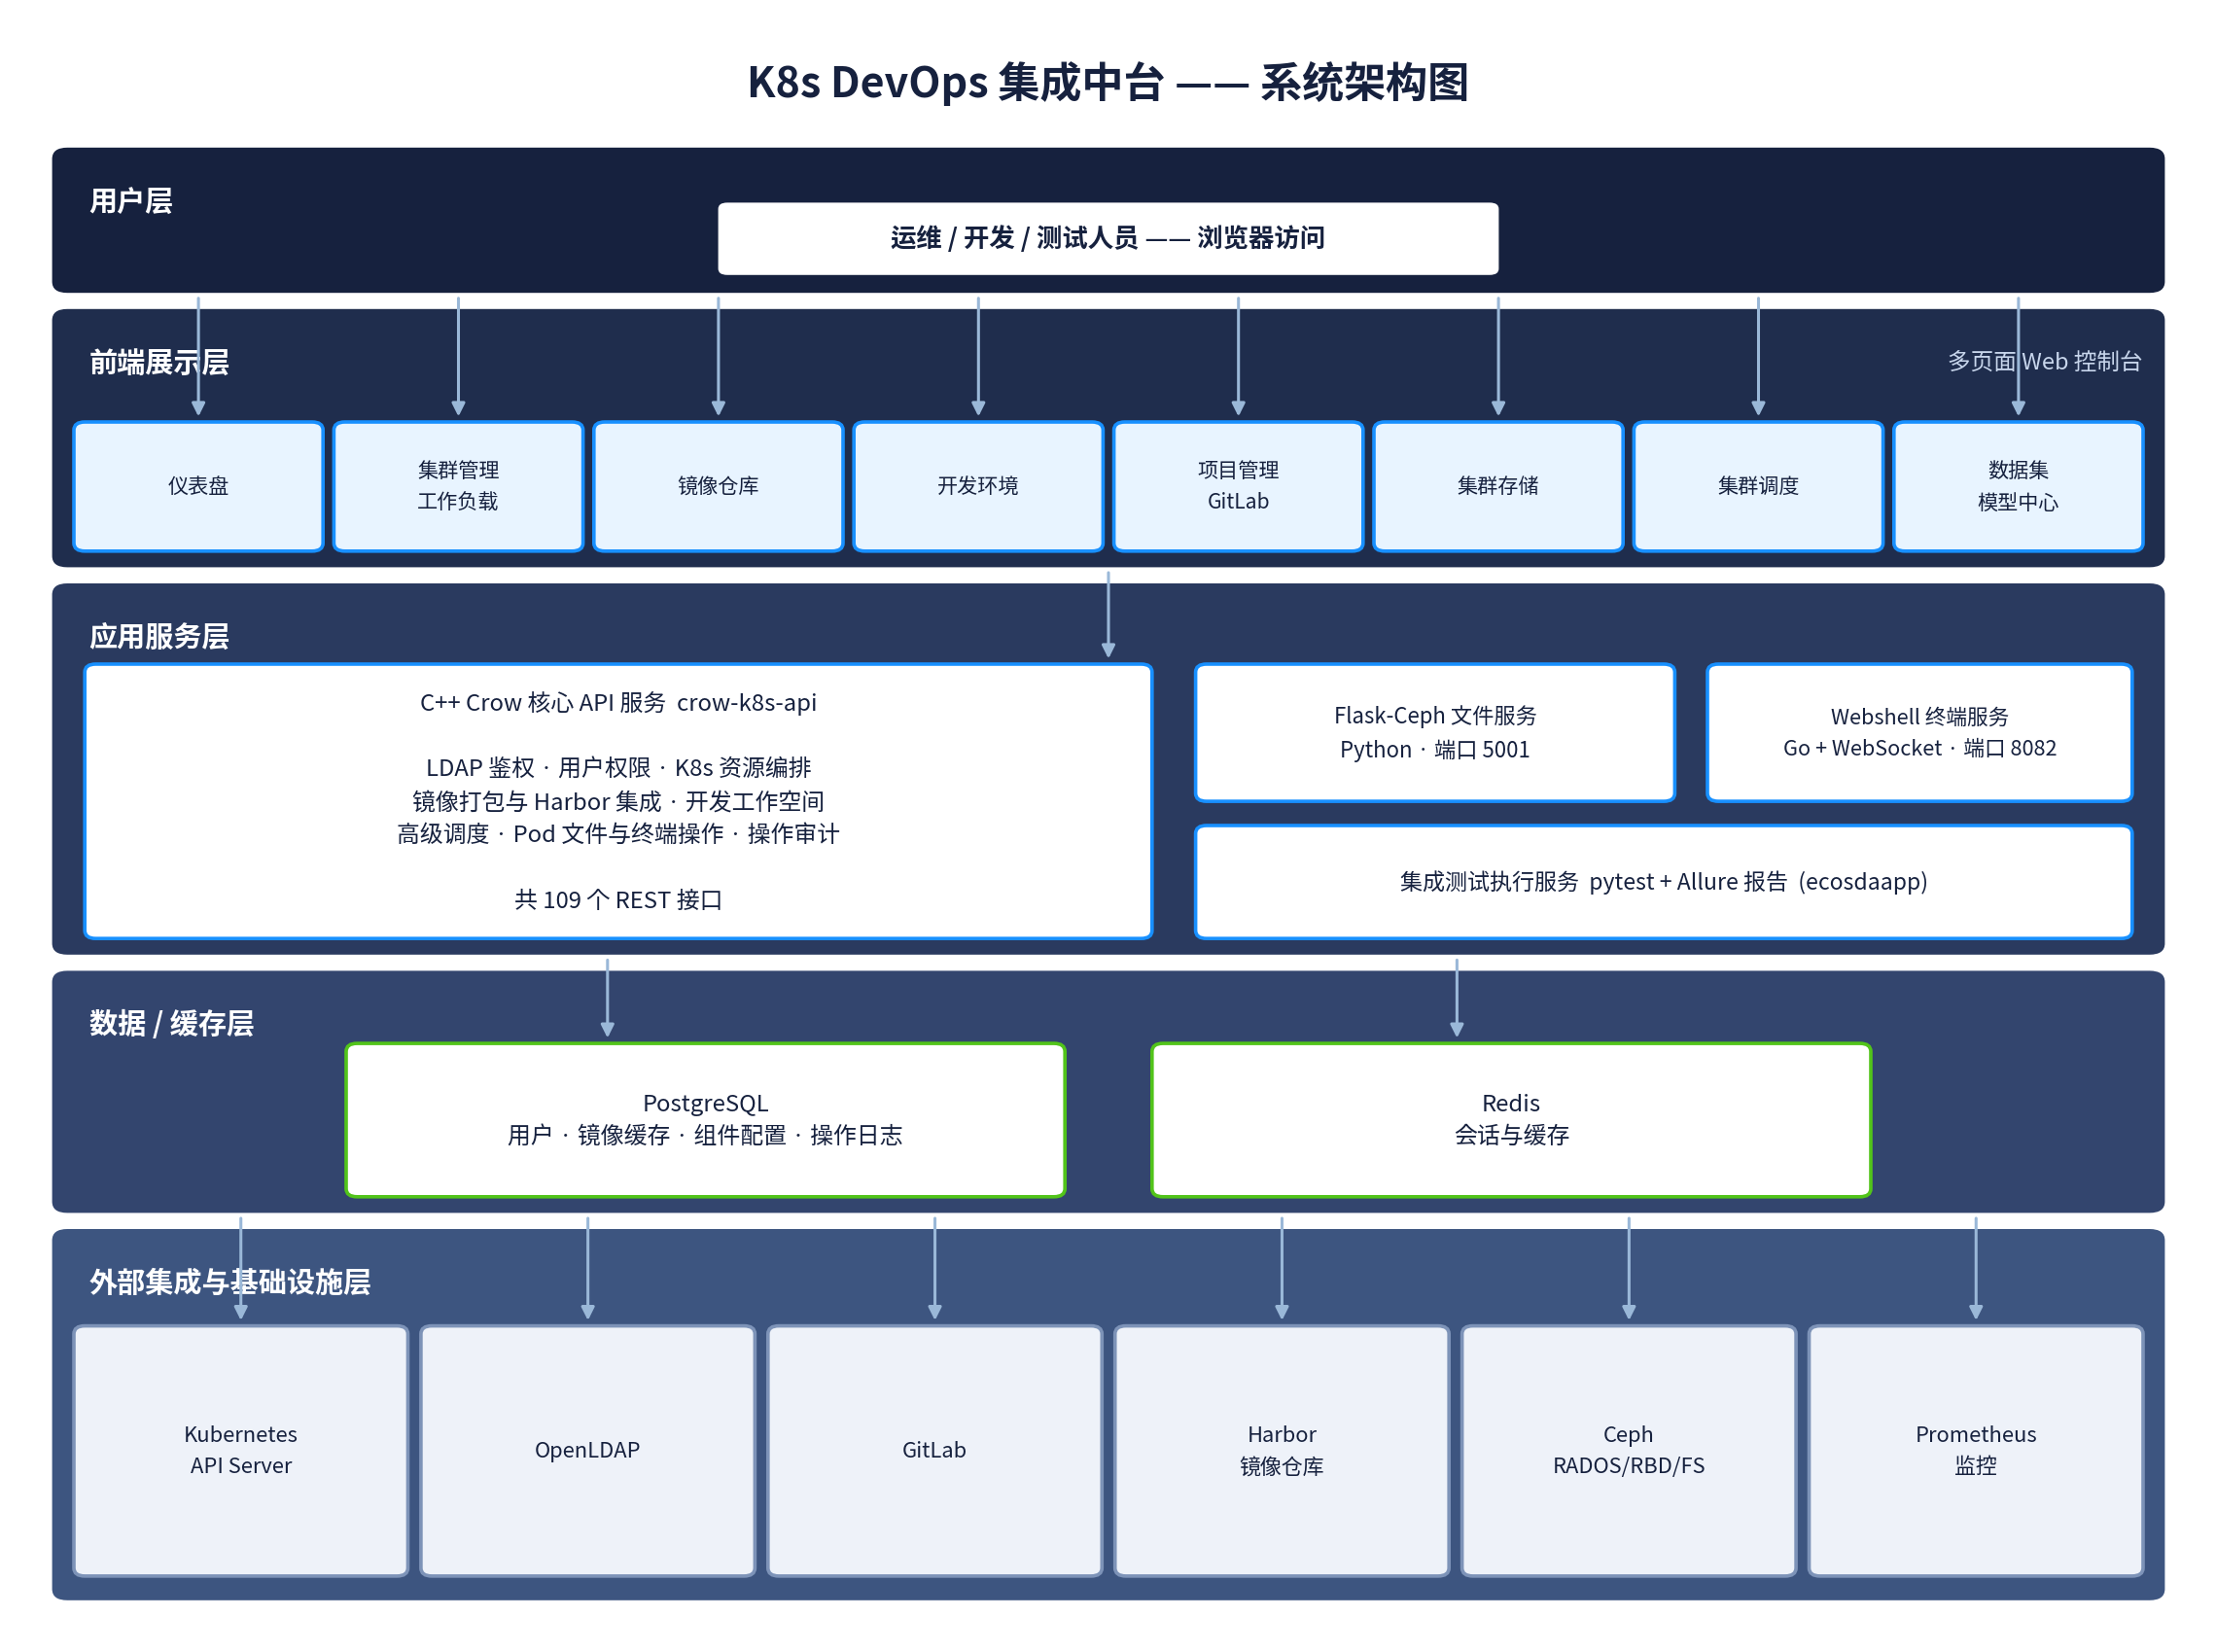 K8s DevOps 集成中台 —— 系统架构图
用户层
运维 / 开发 / 测试人员 —— 浏览器访问
前端展示层
多页面 Web 控制台
仪表盘
集群管理
工作负载
镜像仓库
开发环境
项目管理
GitLab
集群存储
集群调度
数据集
模型中心
应用服务层
C++ Crow 核心 API 服务 crow-k8s-api
LDAP 鉴权 · 用户权限 · K8s 资源编排
镜像打包与 Harbor 集成 · 开发工作空间
高级调度 · Pod 文件与终端操作 · 操作审计
共 109 个 REST 接口
Flask-Ceph 文件服务
Python · 端口 5001
Webshell 终端服务
Go + WebSocket · 端口 8082
集成测试执行服务 pytest + Allure 报告 (ecosdaapp)
数据 / 缓存层
PostgreSQL
用户 · 镜像缓存 · 组件配置 · 操作日志
Redis
会话与缓存
外部集成与基础设施层
Kubernetes
API Server
OpenLDAP
GitLab
Harbor
镜像仓库
Ceph
RADOS/RBD/FS
Prometheus
监控